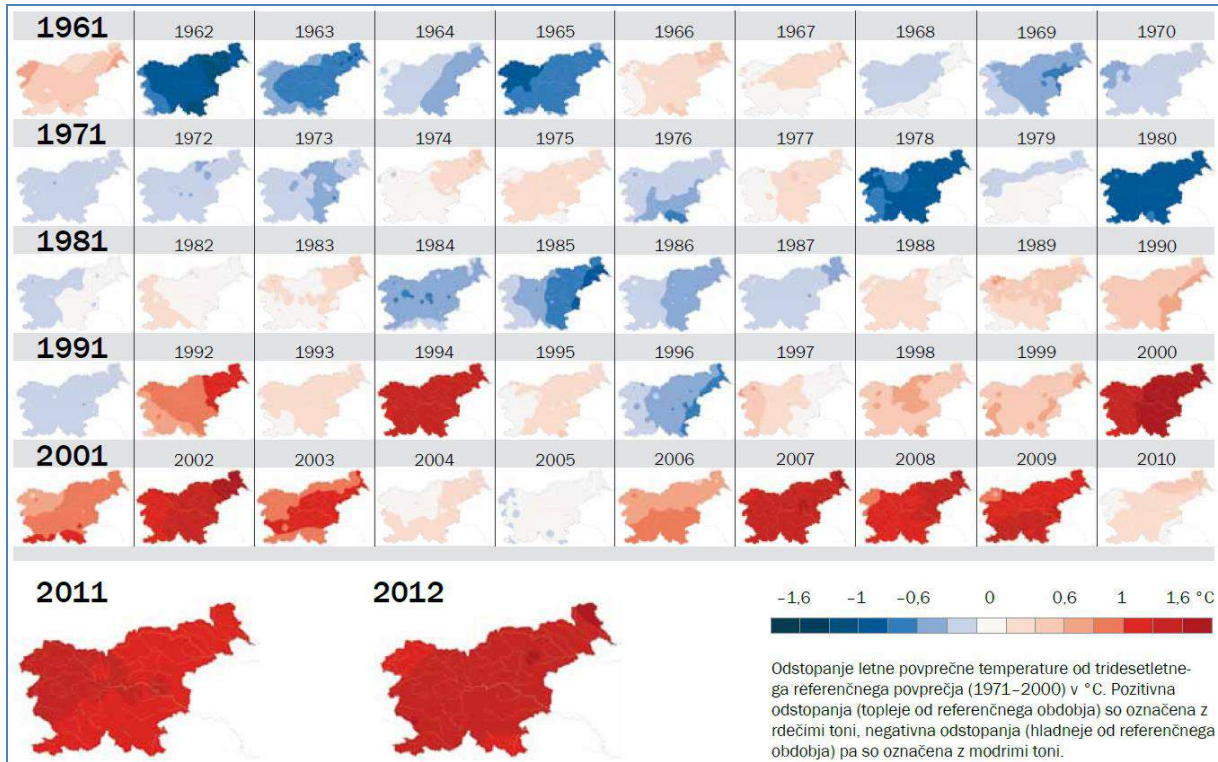 1961 1962 1963 1964 1965 1966 1967 1968 1969 1970
1971 1972 1973 1974 1975 1976 1977 1978 1979 1980
1981 1982 1983 1984 1985 1986 1987 1988 1989 1990
1991 1992 1993 1994 1995 1996 1997 1998 1999 2000
2001 2002 2003 2004 2005 2006 2007 2008 2009 2010
2011 2012
–1,6 –1 –0,6 0 0,6 1 1,6 °C
Odstopanje letne povprečne temperature od tridesetletne-
ga referenčnega povprečja (1971–2000) v °C. Pozitivna
odstopanja (topleje od referenčnega obdobja) so označena z
rdečimi toni, negativna odstopanja (hladneje od referenčnega
obdobja) pa so označena z modrimi toni.